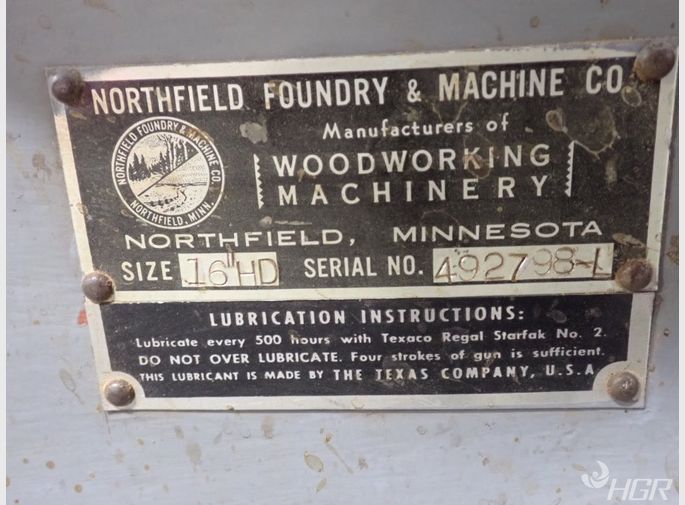 NORTHFIELD FOUNDRY & MACHINE CO
NORTHFIELD FOUNDRY & MACHINE CO.
NORTHFIELD, MINN.
Manufacturers of
WOODWORKING
MACHINERY
NORTHFIELD, MINNESOTA
SIZE 16"HD SERIAL NO. 492798-L
LUBRICATION INSTRUCTIONS:
Lubricate every 500 hours with Texaco Regal Starfak No. 2.
DO NOT OVER LUBRICATE. Four strokes of gun is sufficient.
THIS LUBRICANT IS MADE BY THE TEXAS COMPANY, U.S.A
HGR